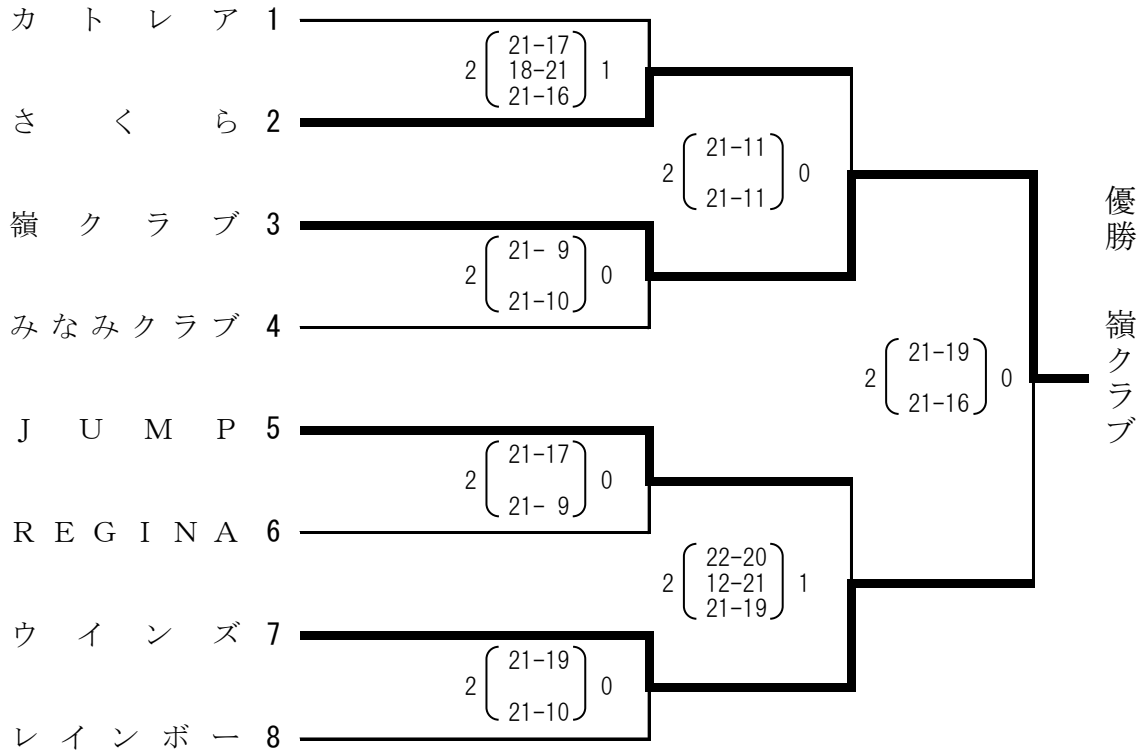 カトレア 1
2 21-17 1
18-21
21-16
さくら 2
2 21-11 0
21-11
嶺クラブ 3
2 21- 9 0
21-10
みなみクラブ 4
2 21-19 0
21-16
優勝 嶺クラブ
JUMP 5
2 21-17 0
21- 9
REGINA 6
2 22-20 1
12-21
21-19
ウインズ 7
2 21-19 0
21-10
レインボー 8